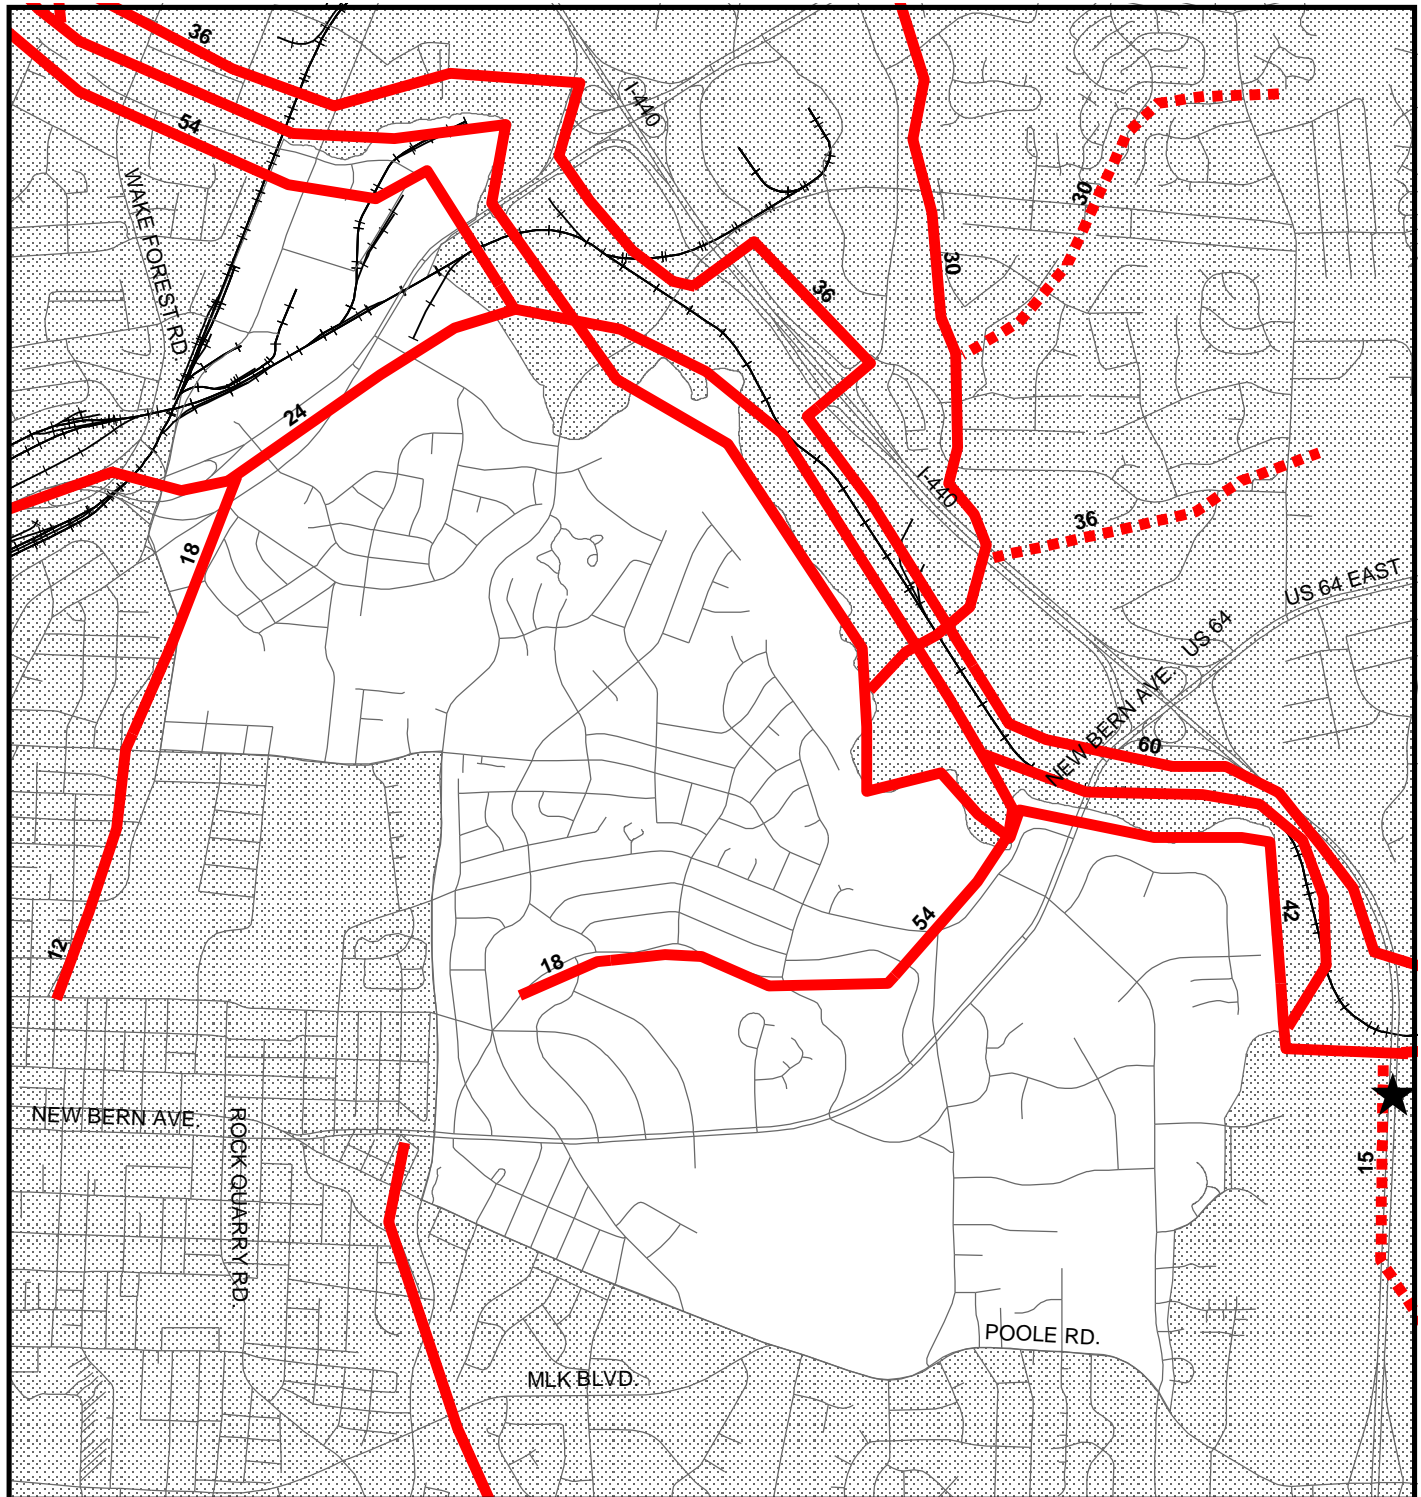 36
I-440
54
30
WAKE FOREST RD
30
36
24
I-440
36
18
US 64 EAST
US 64
NEW BERN AVE.
60
42
54
12
18
NEW BERN AVE.
ROCK QUARRY RD.
15
POOLE RD.
MLK BLVD.